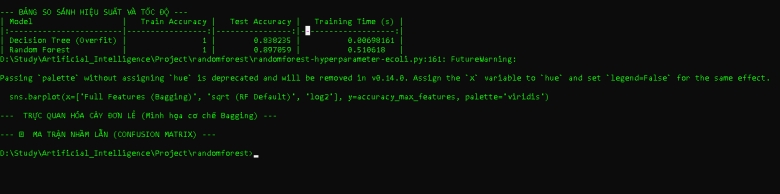 --- BẢNG SO SÁNH HIỆU SUẤT VÀ TỐC ĐỘ ---
| Model | Train Accuracy | Test Accuracy | Training Time (s) |
|:-----------------------|-----------------:|----------------:|--------------------:|
| Decision Tree (Overfit) | 1 | 0.838235 | 0.00698161 |
| Random Forest | 1 | 0.897059 | 0.510618 |
D:\Study\Artificial_Intelligence\Project\randomforest\randomforest-hyperparameter-ecoli.py:161: FutureWarning:
Passing `palette` without assigning `hue` is deprecated and will be removed in v0.14.0. Assign the `x` variable to `hue` and set `legend=False` for the same effect.
sns.barplot(x=['Full Features (Bagging)', 'sqrt (RF Default)', 'log2'], y=accuracy_max_features, palette='viridis')
--- TRỰC QUAN HÓA CÂY ĐƠN LẺ (Minh họa cơ chế Bagging) ---
--- MA TRẬN NHẦM LẪN (CONFUSION MATRIX) ---
D:\Study\Artificial_Intelligence\Project\randomforest>